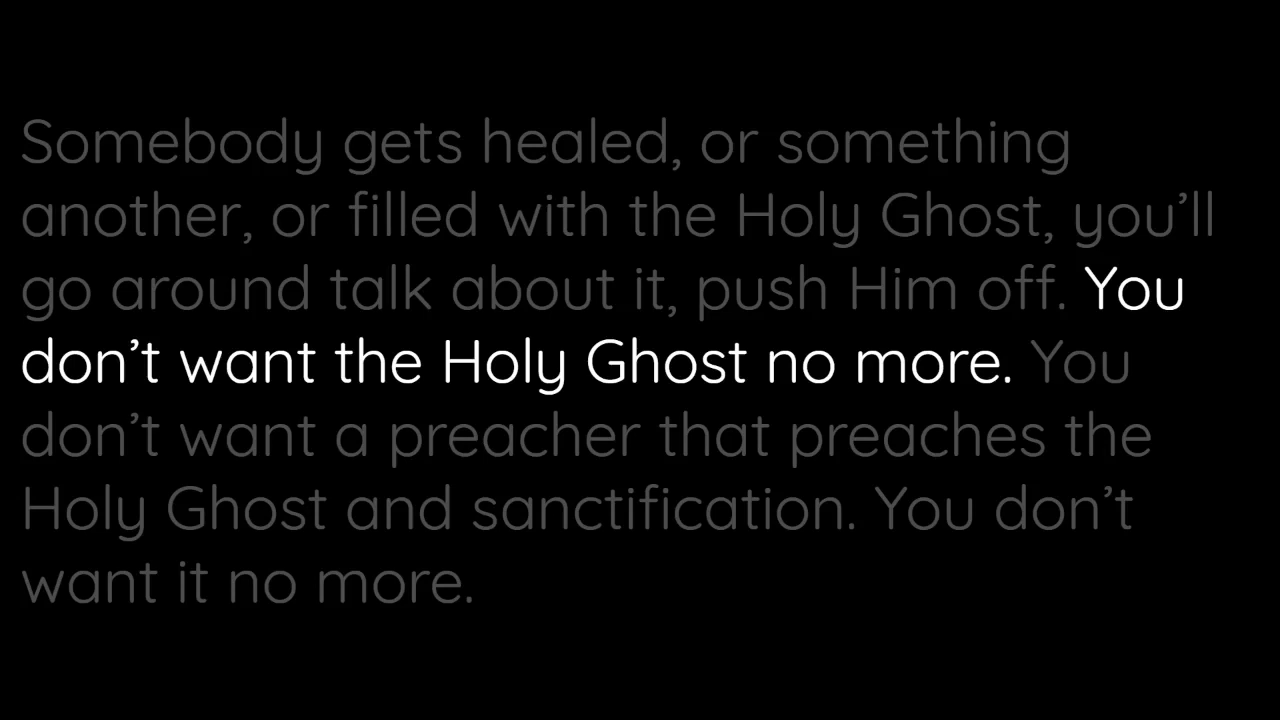 Somebody gets healed, or something
another, or filled with the Holy Ghost, you’ll
go around talk about it, push Him off. You
don’t want the Holy Ghost no more. You
don’t want a preacher that preaches the
Holy Ghost and sanctification. You don’t
want it no more.